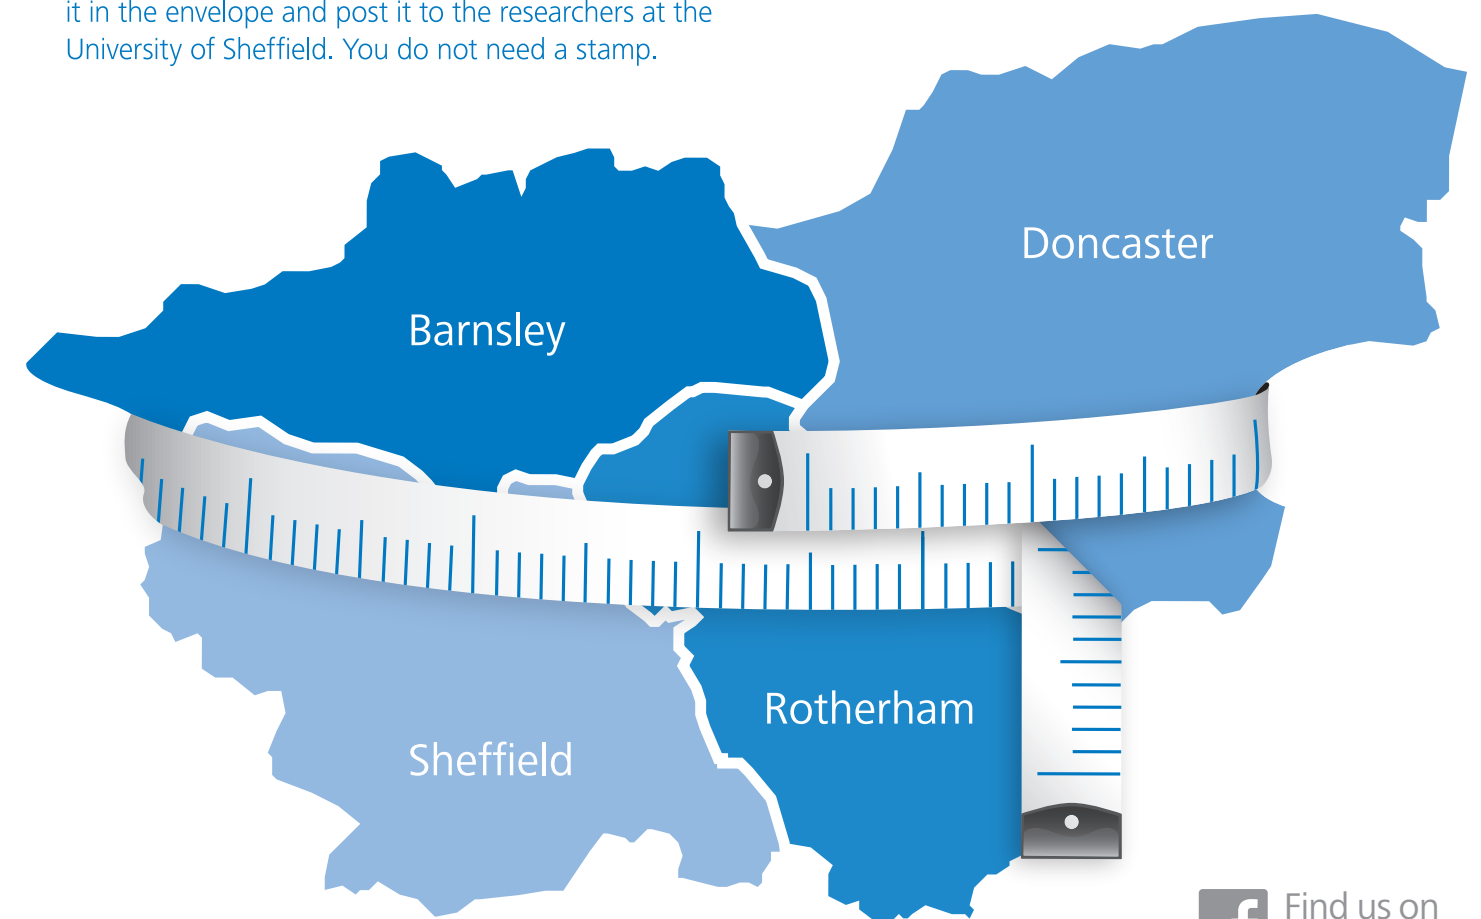 it in the envelope and post it to the researchers at the
University of Sheffield. You do not need a stamp.
Doncaster
Barnsley
Rotherham
Sheffield
Find us on